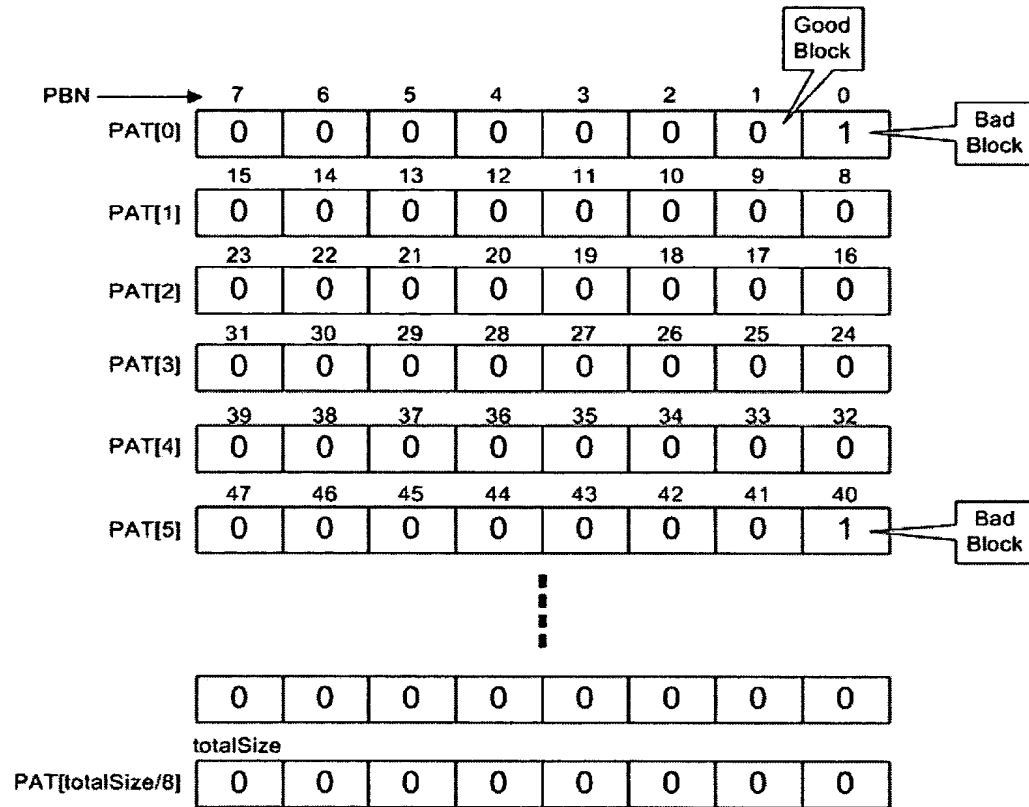 Good
Block
PBN 7 6 5 4 3 2 1 0
PAT[0] 0 0 0 0 0 0 0 1
Bad
Block
15 14 13 12 11 10 9 8
PAT[1] 0 0 0 0 0 0 0 0
23 22 21 20 19 18 17 16
PAT[2] 0 0 0 0 0 0 0 0
31 30 29 28 27 26 25 24
PAT[3] 0 0 0 0 0 0 0 0
39 38 37 36 35 34 33 32
PAT[4] 0 0 0 0 0 0 0 0
47 46 45 44 43 42 41 40
PAT[5] 0 0 0 0 0 0 0 1
Bad
Block
0 0 0 0 0 0 0 0
totalSize
PAT[totalSize/8] 0 0 0 0 0 0 0 0